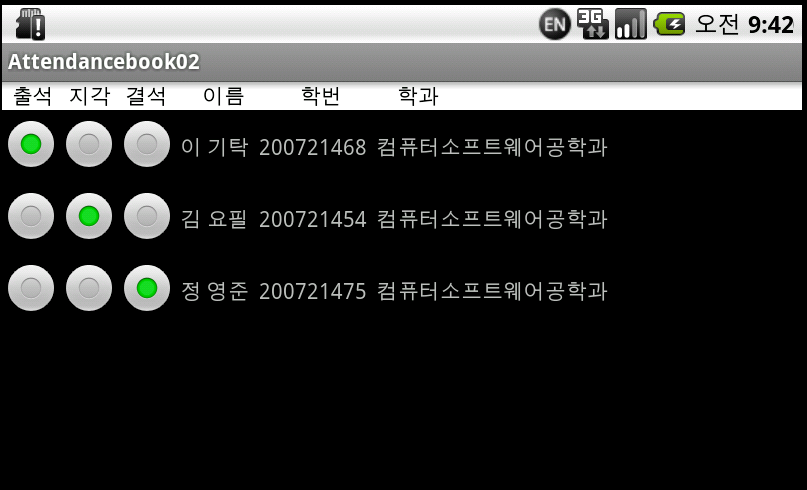 EN 3G 오전 9:42
Attendancebook02
출석 지각 결석 이름 학번 학과
이 기탁 200721468 컴퓨터소프트웨어공학과
김 요필 200721454 컴퓨터소프트웨어공학과
정 영준 200721475 컴퓨터소프트웨어공학과